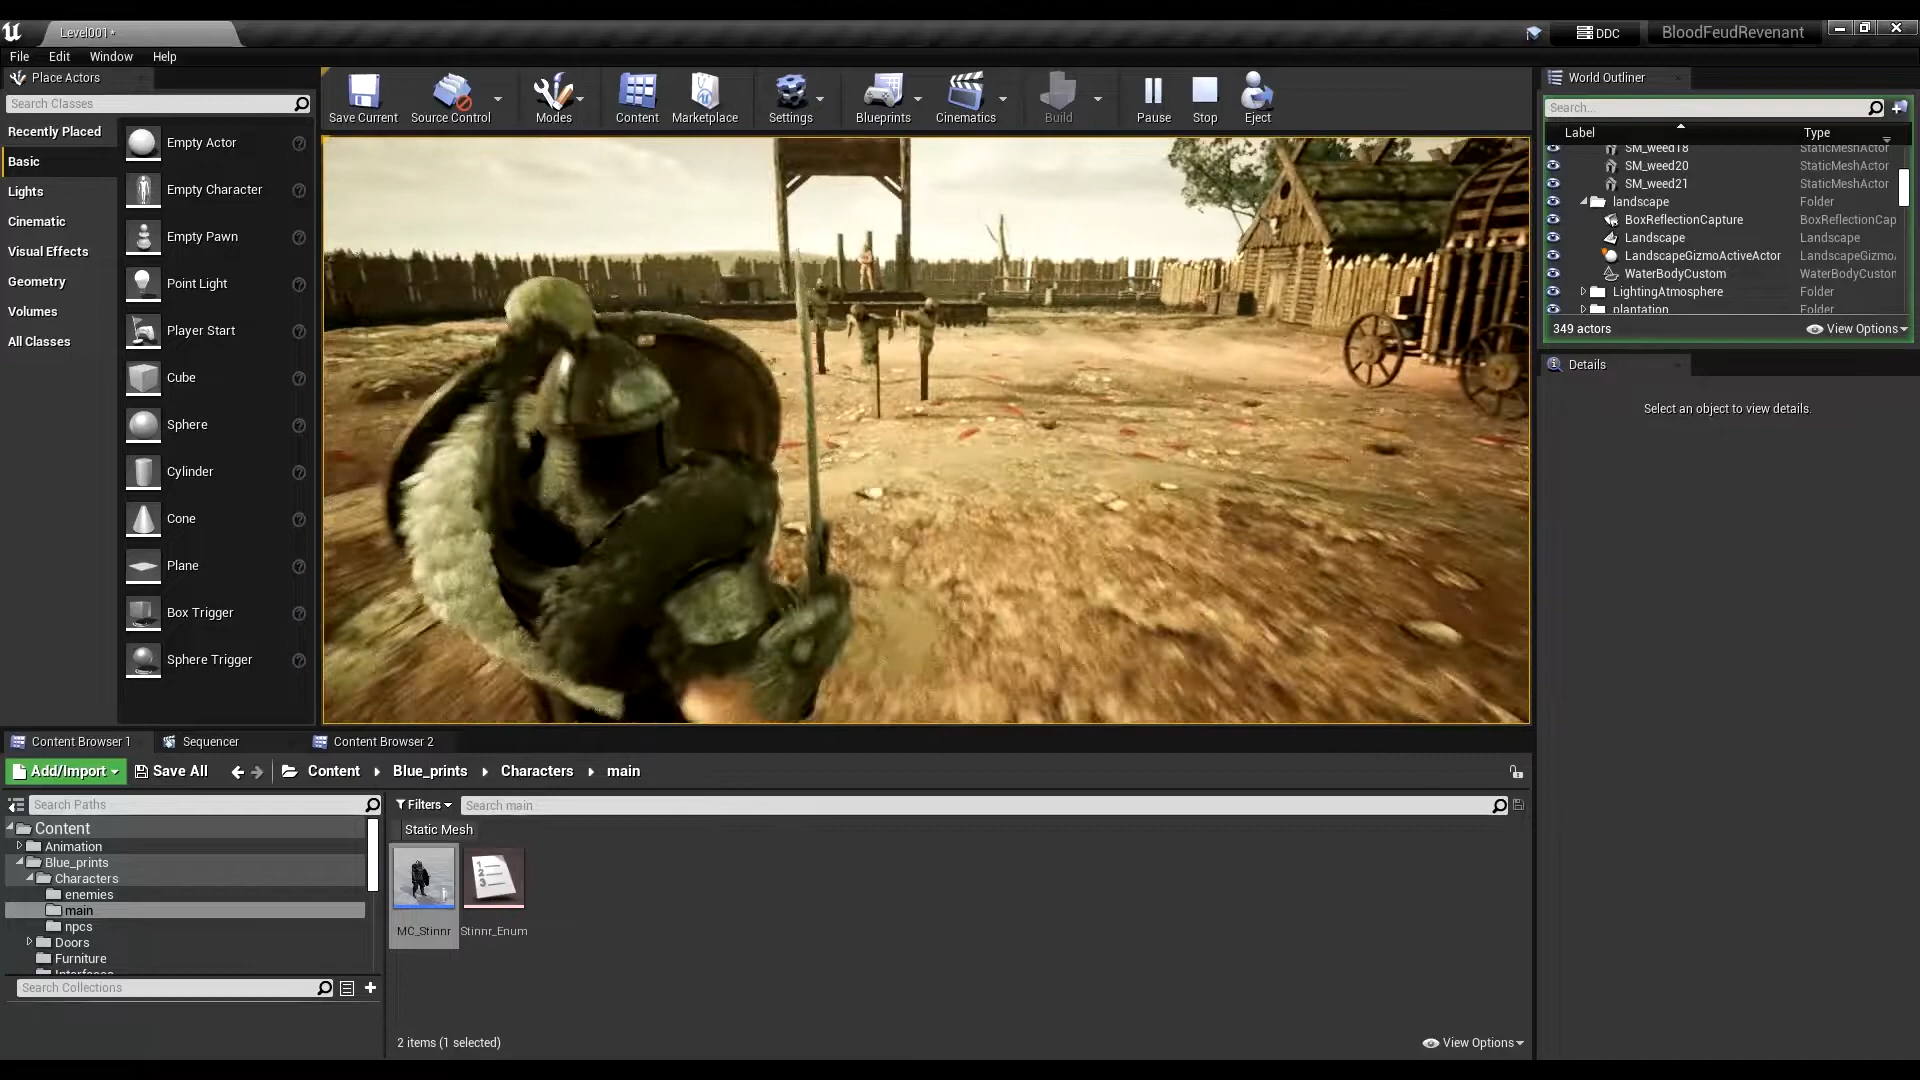 Level001*
DDC
BloodFeudRevenant
File Edit Window Help
Place Actors
Search Classes
Recently Placed
Basic
Lights
Cinematic
Visual Effects
Geometry
Volumes
All Classes
Empty Actor
Empty Character
Empty Pawn
Point Light
Player Start
Cube
Sphere
Cylinder
Cone
Plane
Box Trigger
Sphere Trigger
Save Current Source Control Modes Content Marketplace Settings Blueprints Cinematics Build Pause Stop Eject
World Outliner
Search...
Label Type
SM_weed18 StaticMeshActor
SM_weed20 StaticMeshActor
SM_weed21 StaticMeshActor
landscape Folder
BoxReflectionCapture BoxReflectionCap
Landscape Landscape
LandscapeGizmoActiveActor LandscapeGizmo
WaterBodyCustom WaterBodyCustom
LightingAtmosphere Folder
plantation Folder
349 actors View Options
Details
Select an object to view details.
Content Browser 1 Sequencer Content Browser 2
Add/Import Save All Content Blue_prints Characters main
Search Paths
Content
Animation
Blue_prints
Characters
enemies
main
npcs
Doors
Furniture
Interfaces
Search Collections
Filters Search main
Static Mesh
MC_Stinnr Stinnr_Enum
2 items (1 selected) View Options